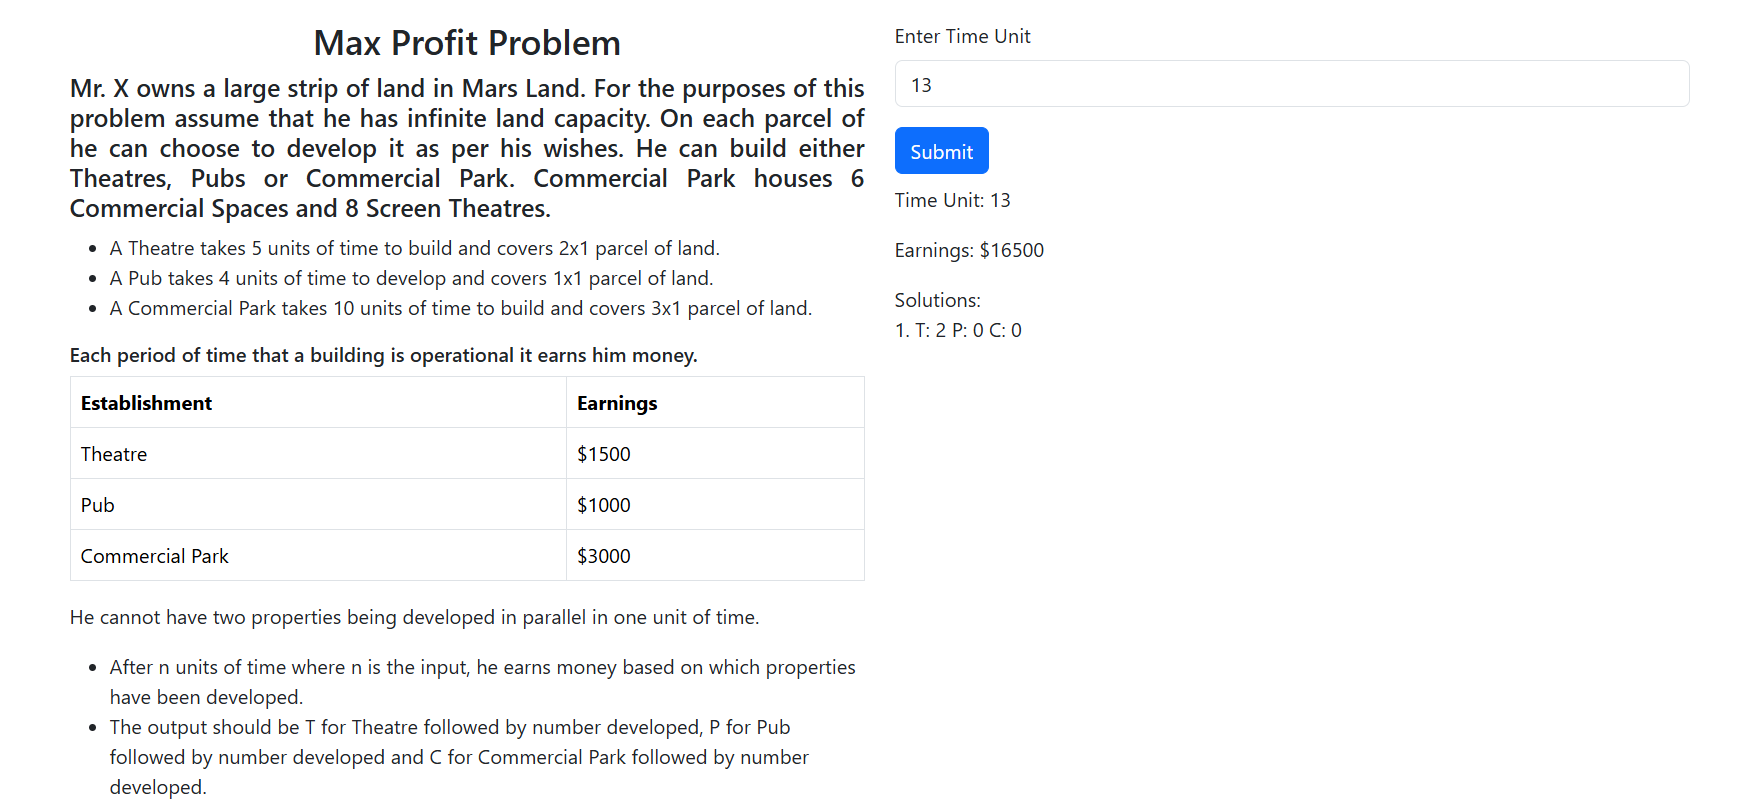 Max Profit Problem
Mr. X owns a large strip of land in Mars Land. For the purposes of this
problem assume that he has infinite land capacity. On each parcel of
he can choose to develop it as per his wishes. He can build either
Theatres, Pubs or Commercial Park. Commercial Park houses 6
Commercial Spaces and 8 Screen Theatres.
• A Theatre takes 5 units of time to build and covers 2x1 parcel of land.
• A Pub takes 4 units of time to develop and covers 1x1 parcel of land.
• A Commercial Park takes 10 units of time to build and covers 3x1 parcel of land.
Each period of time that a building is operational it earns him money.
Establishment Earnings
Theatre $1500
Pub $1000
Commercial Park $3000
He cannot have two properties being developed in parallel in one unit of time.
• After n units of time where n is the input, he earns money based on which properties
have been developed.
• The output should be T for Theatre followed by number developed, P for Pub
followed by number developed and C for Commercial Park followed by number
developed.
Enter Time Unit
13
Submit
Time Unit: 13
Earnings: $16500
Solutions:
1. T: 2 P: 0 C: 0